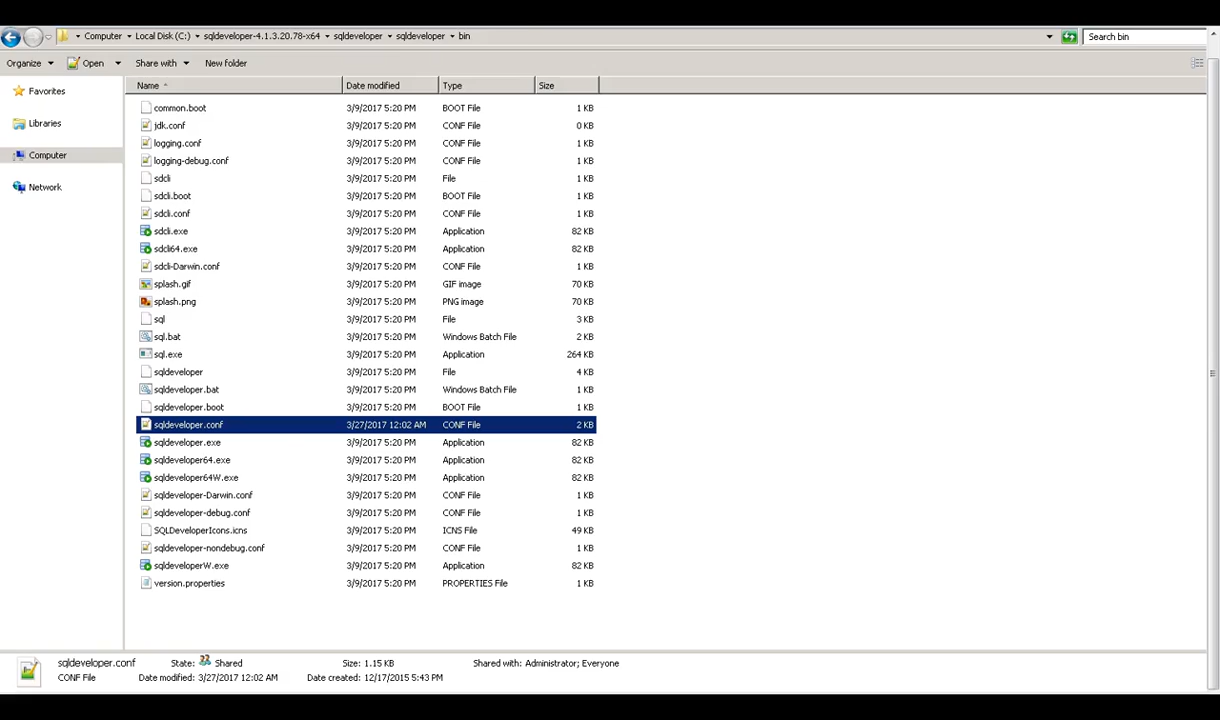 Computer Local Disk (C:) sqldeveloper-4.1.3.20.78-x64 sqldeveloper sqldeveloper bin Search bin
Organize Open Share with New folder
Name Date modified Type Size
Favorites
Libraries
Computer
Network
common.boot 3/9/2017 5:20 PM BOOT File 1 KB
jdk.conf 3/9/2017 5:20 PM CONF File 0 KB
logging.conf 3/9/2017 5:20 PM CONF File 1 KB
logging-debug.conf 3/9/2017 5:20 PM CONF File 1 KB
sdcli 3/9/2017 5:20 PM File 1 KB
sdcli.boot 3/9/2017 5:20 PM BOOT File 1 KB
sdcli.conf 3/9/2017 5:20 PM CONF File 1 KB
sdcli.exe 3/9/2017 5:20 PM Application 82 KB
sdcli64.exe 3/9/2017 5:20 PM Application 82 KB
sdcli-Darwin.conf 3/9/2017 5:20 PM CONF File 1 KB
splash.gif 3/9/2017 5:20 PM GIF image 70 KB
splash.png 3/9/2017 5:20 PM PNG image 70 KB
sql 3/9/2017 5:20 PM File 3 KB
sql.bat 3/9/2017 5:20 PM Windows Batch File 2 KB
sql.exe 3/9/2017 5:20 PM Application 264 KB
sqldeveloper 3/9/2017 5:20 PM File 4 KB
sqldeveloper.bat 3/9/2017 5:20 PM Windows Batch File 1 KB
sqldeveloper.boot 3/9/2017 5:20 PM BOOT File 1 KB
sqldeveloper.conf 3/27/2017 12:02 AM CONF File 2 KB
sqldeveloper.exe 3/9/2017 5:20 PM Application 82 KB
sqldeveloper64.exe 3/9/2017 5:20 PM Application 82 KB
sqldeveloper64W.exe 3/9/2017 5:20 PM Application 82 KB
sqldeveloper-Darwin.conf 3/9/2017 5:20 PM CONF File 1 KB
sqldeveloper-debug.conf 3/9/2017 5:20 PM CONF File 1 KB
SQLDeveloperIcons.icns 3/9/2017 5:20 PM ICNS File 49 KB
sqldeveloper-nondebug.conf 3/9/2017 5:20 PM CONF File 1 KB
sqldeveloperW.exe 3/9/2017 5:20 PM Application 82 KB
version.properties 3/9/2017 5:20 PM PROPERTIES File 1 KB
sqldeveloper.conf State: Shared Size: 1.15 KB Shared with: Administrator; Everyone
CONF File Date modified: 3/27/2017 12:02 AM Date created: 12/17/2015 5:43 PM